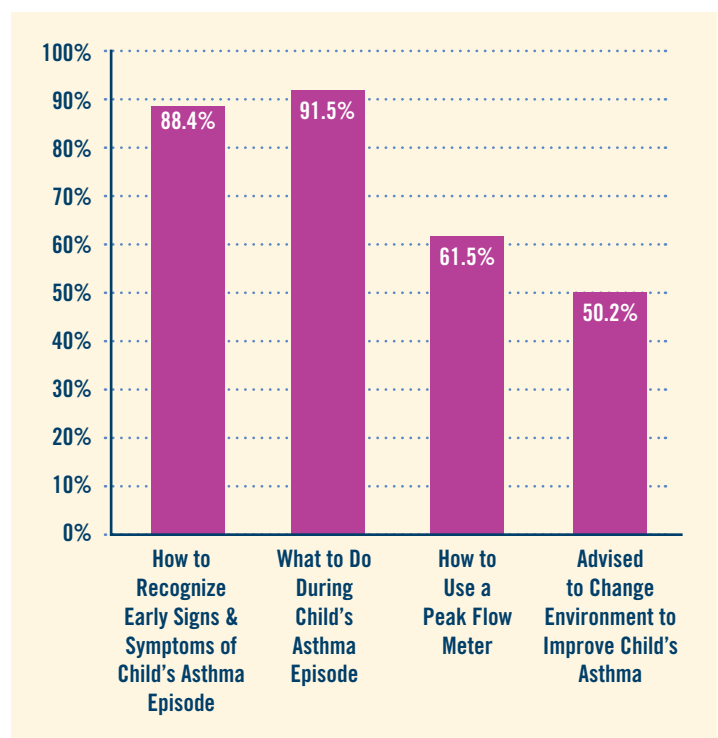 100%
90%
80%
70%
60%
50%
40%
30%
20%
10%
0%
88.4%
91.5%
61.5%
50.2%
How to
Recognize
Early Signs &
Symptoms of
Child’s Asthma
Episode
What to Do
During
Child’s
Asthma
Episode
How to
Use a
Peak Flow
Meter
Advised
to Change
Environment to
Improve Child’s
Asthma